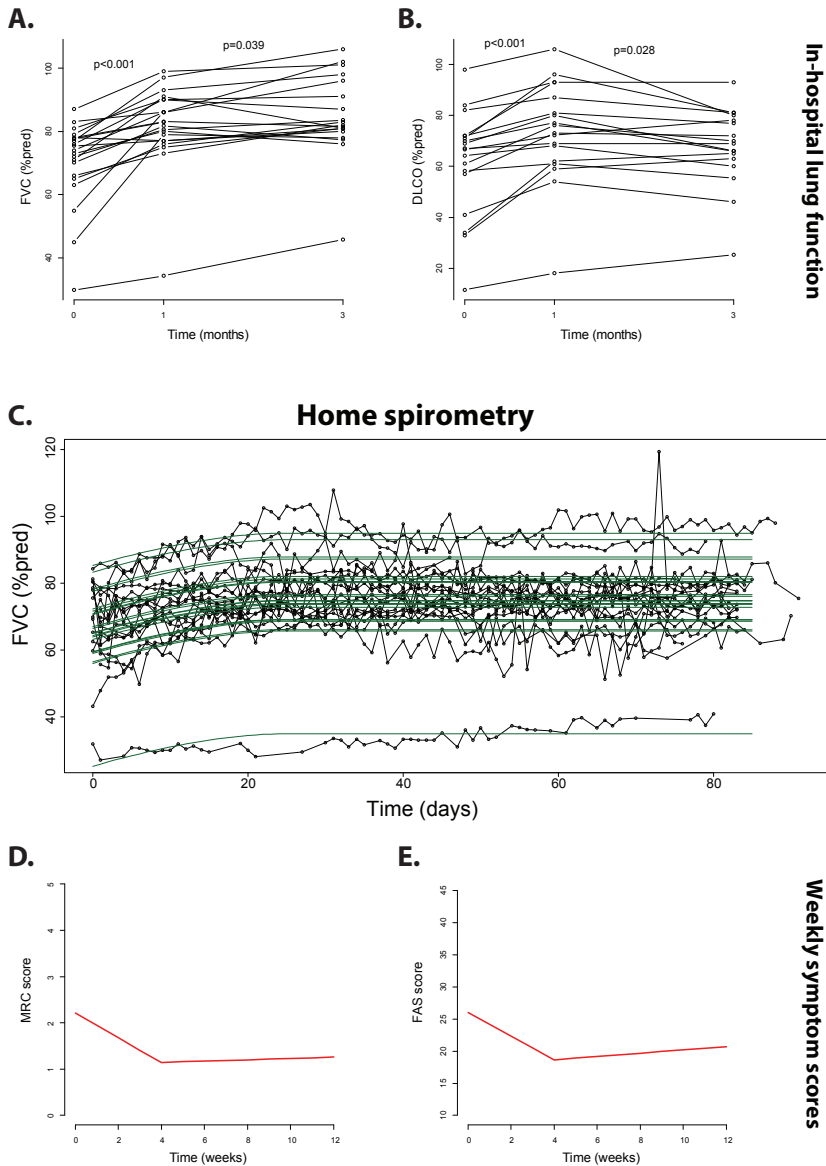 A.
B.
p<0.001
p=0.039
p<0.001
p=0.028
FVC (%pred)
40
60
80
100
0
1
3
Time (months)
DLCO (%pred)
20
40
60
80
100
0
1
3
Time (months)
In-hospital lung function
C.
Home spirometry
FVC (%pred)
40
60
80
100
120
0
20
40
60
80
Time (days)
D.
E.
MRC score
0
1
2
3
4
5
0
2
4
6
8
10
12
Time (weeks)
FAS score
10
15
20
25
30
35
40
45
0
2
4
6
8
10
12
Time (weeks)
Weekly symptom scores